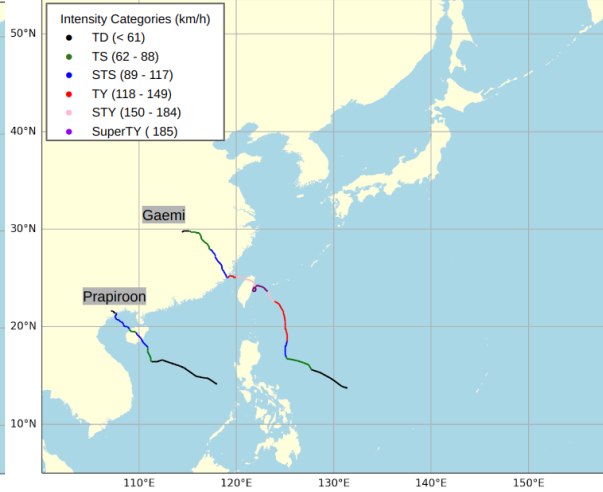 Intensity Categories (km/h)
TD (< 61)
TS (62 - 88)
STS (89 - 117)
TY (118 - 149)
STY (150 - 184)
SuperTY ( 185)
50°N
40°N
30°N
20°N
10°N
Gaemi
Prapiroon
110°E
120°E
130°E
140°E
150°E